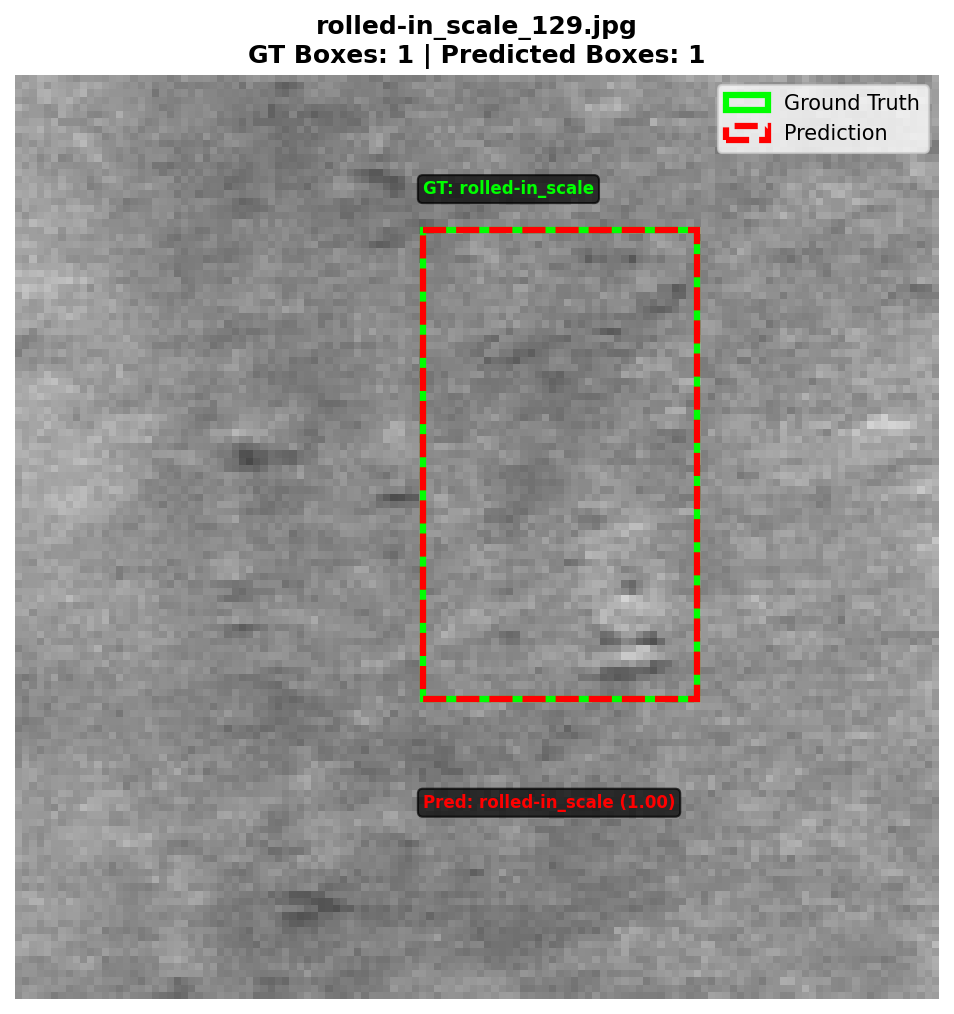 rolled-in_scale_129.jpg
GT Boxes: 1 | Predicted Boxes: 1
Ground Truth
Prediction
GT: rolled-in_scale
Pred: rolled-in_scale (1.00)